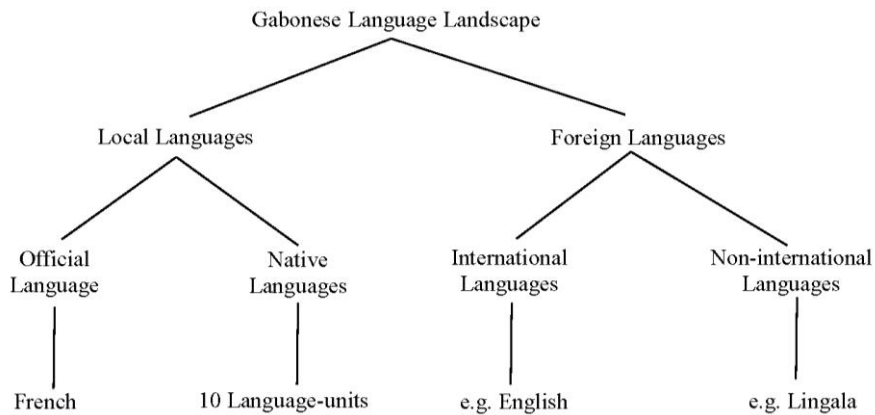 Gabonese Language Landscape
Local Languages
Foreign Languages
Official
Language
Native
Languages
International
Languages
Non-international
Languages
French
10 Language-units
e.g. English
e.g. Lingala